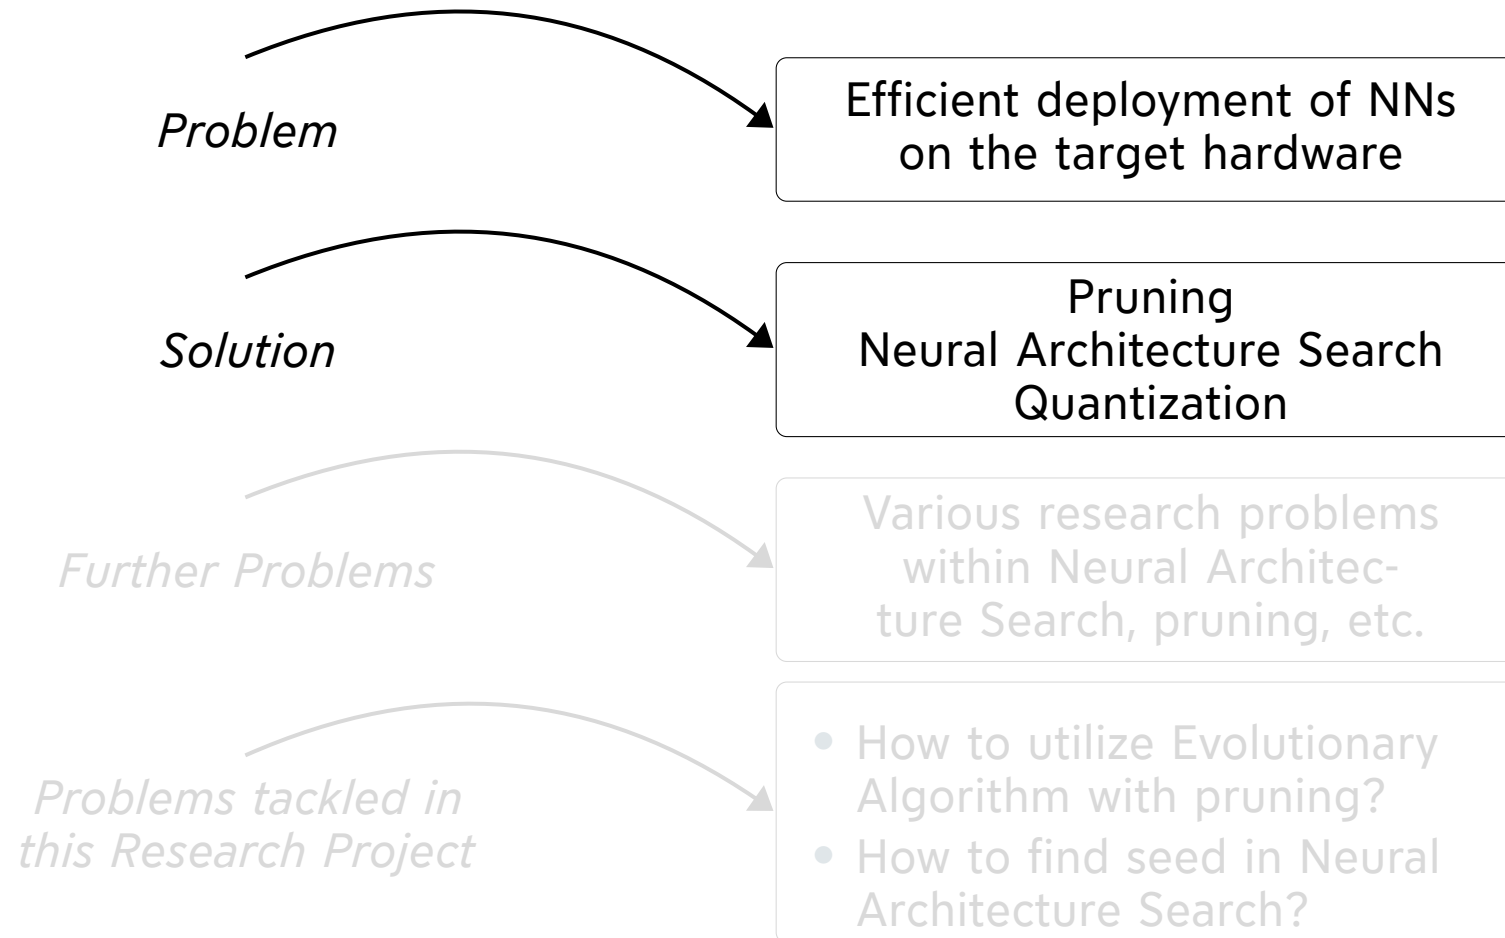 Problem
Efficient deployment of NNs
on the target hardware
Solution
Pruning
Neural Architecture Search
Quantization
Further Problems
Various research problems
within Neural Architec-
ture Search, pruning, etc.
Problems tackled in
this Research Project
• How to utilize Evolutionary
Algorithm with pruning?
• How to find seed in Neural
Architecture Search?